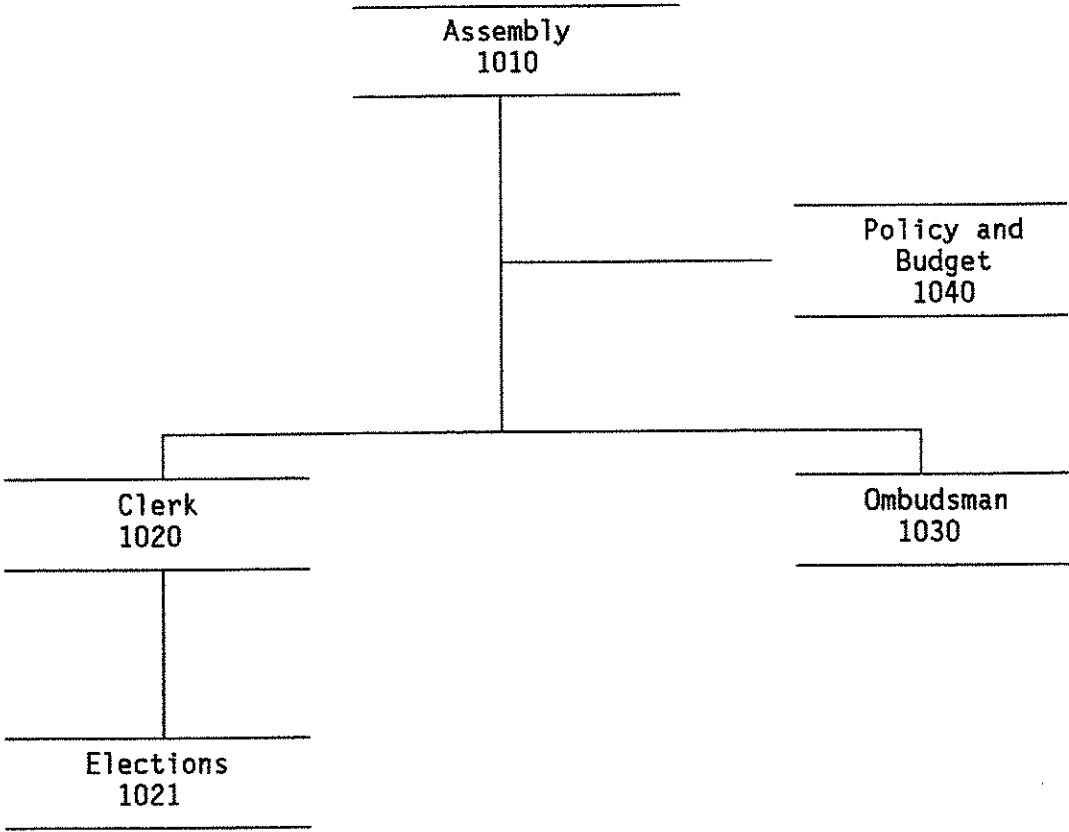 Assembly
1010
Policy and
Budget
1040
Clerk
1020
Ombudsman
1030
Elections
1021